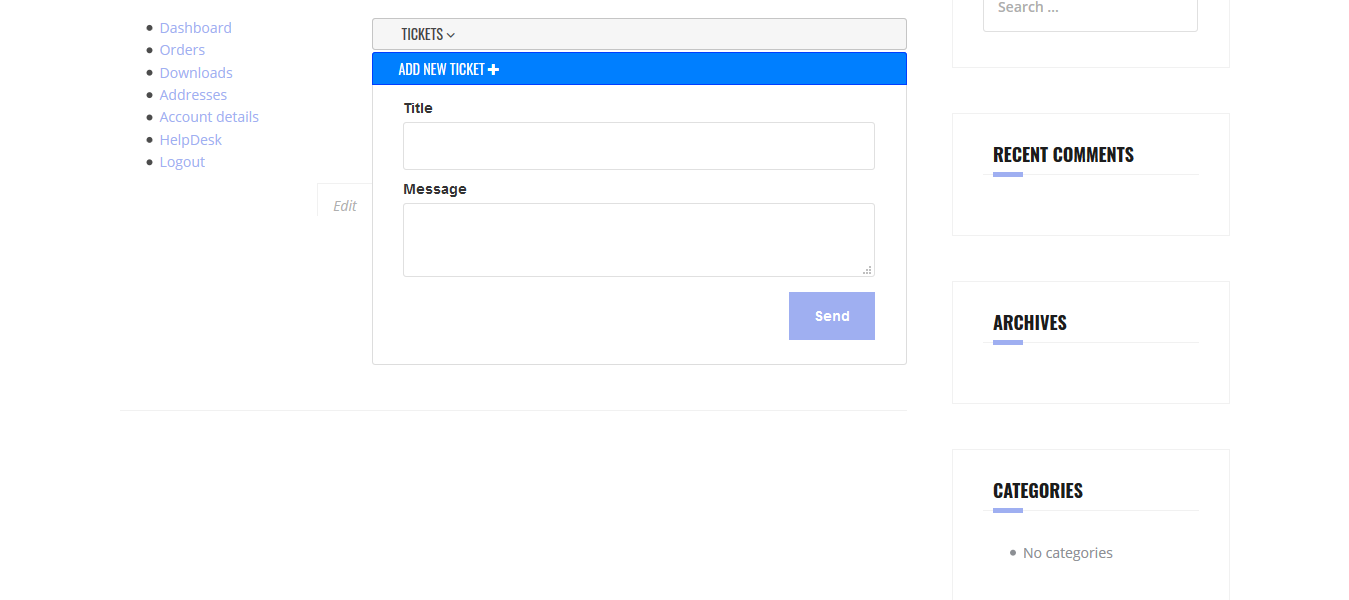 Dashboard
Orders
Downloads
Addresses
Account details
HelpDesk
Logout
Edit
TICKETS
ADD NEW TICKET
Title
Message
Send
Search ...
RECENT COMMENTS
ARCHIVES
CATEGORIES
No categories